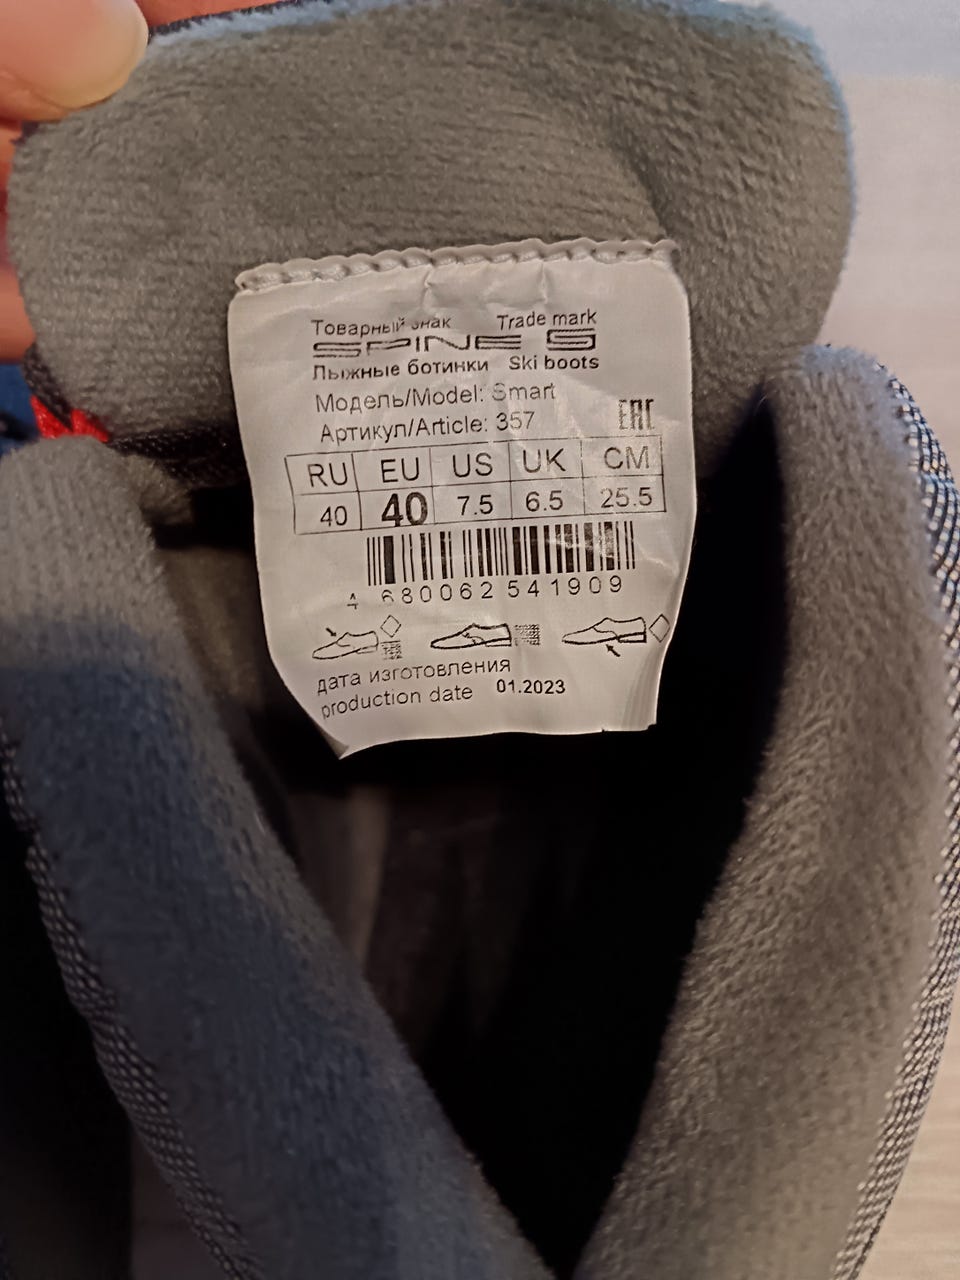 Товарный знак Trade mark
SPINE S
Лыжные ботинки Ski boots
Модель/Model: Smart
Артикул/Article: 357
EAC
RU EU US UK CM
40 40 7.5 6.5 25.5
4 680062 541909
дата изготовления
production date 01.2023